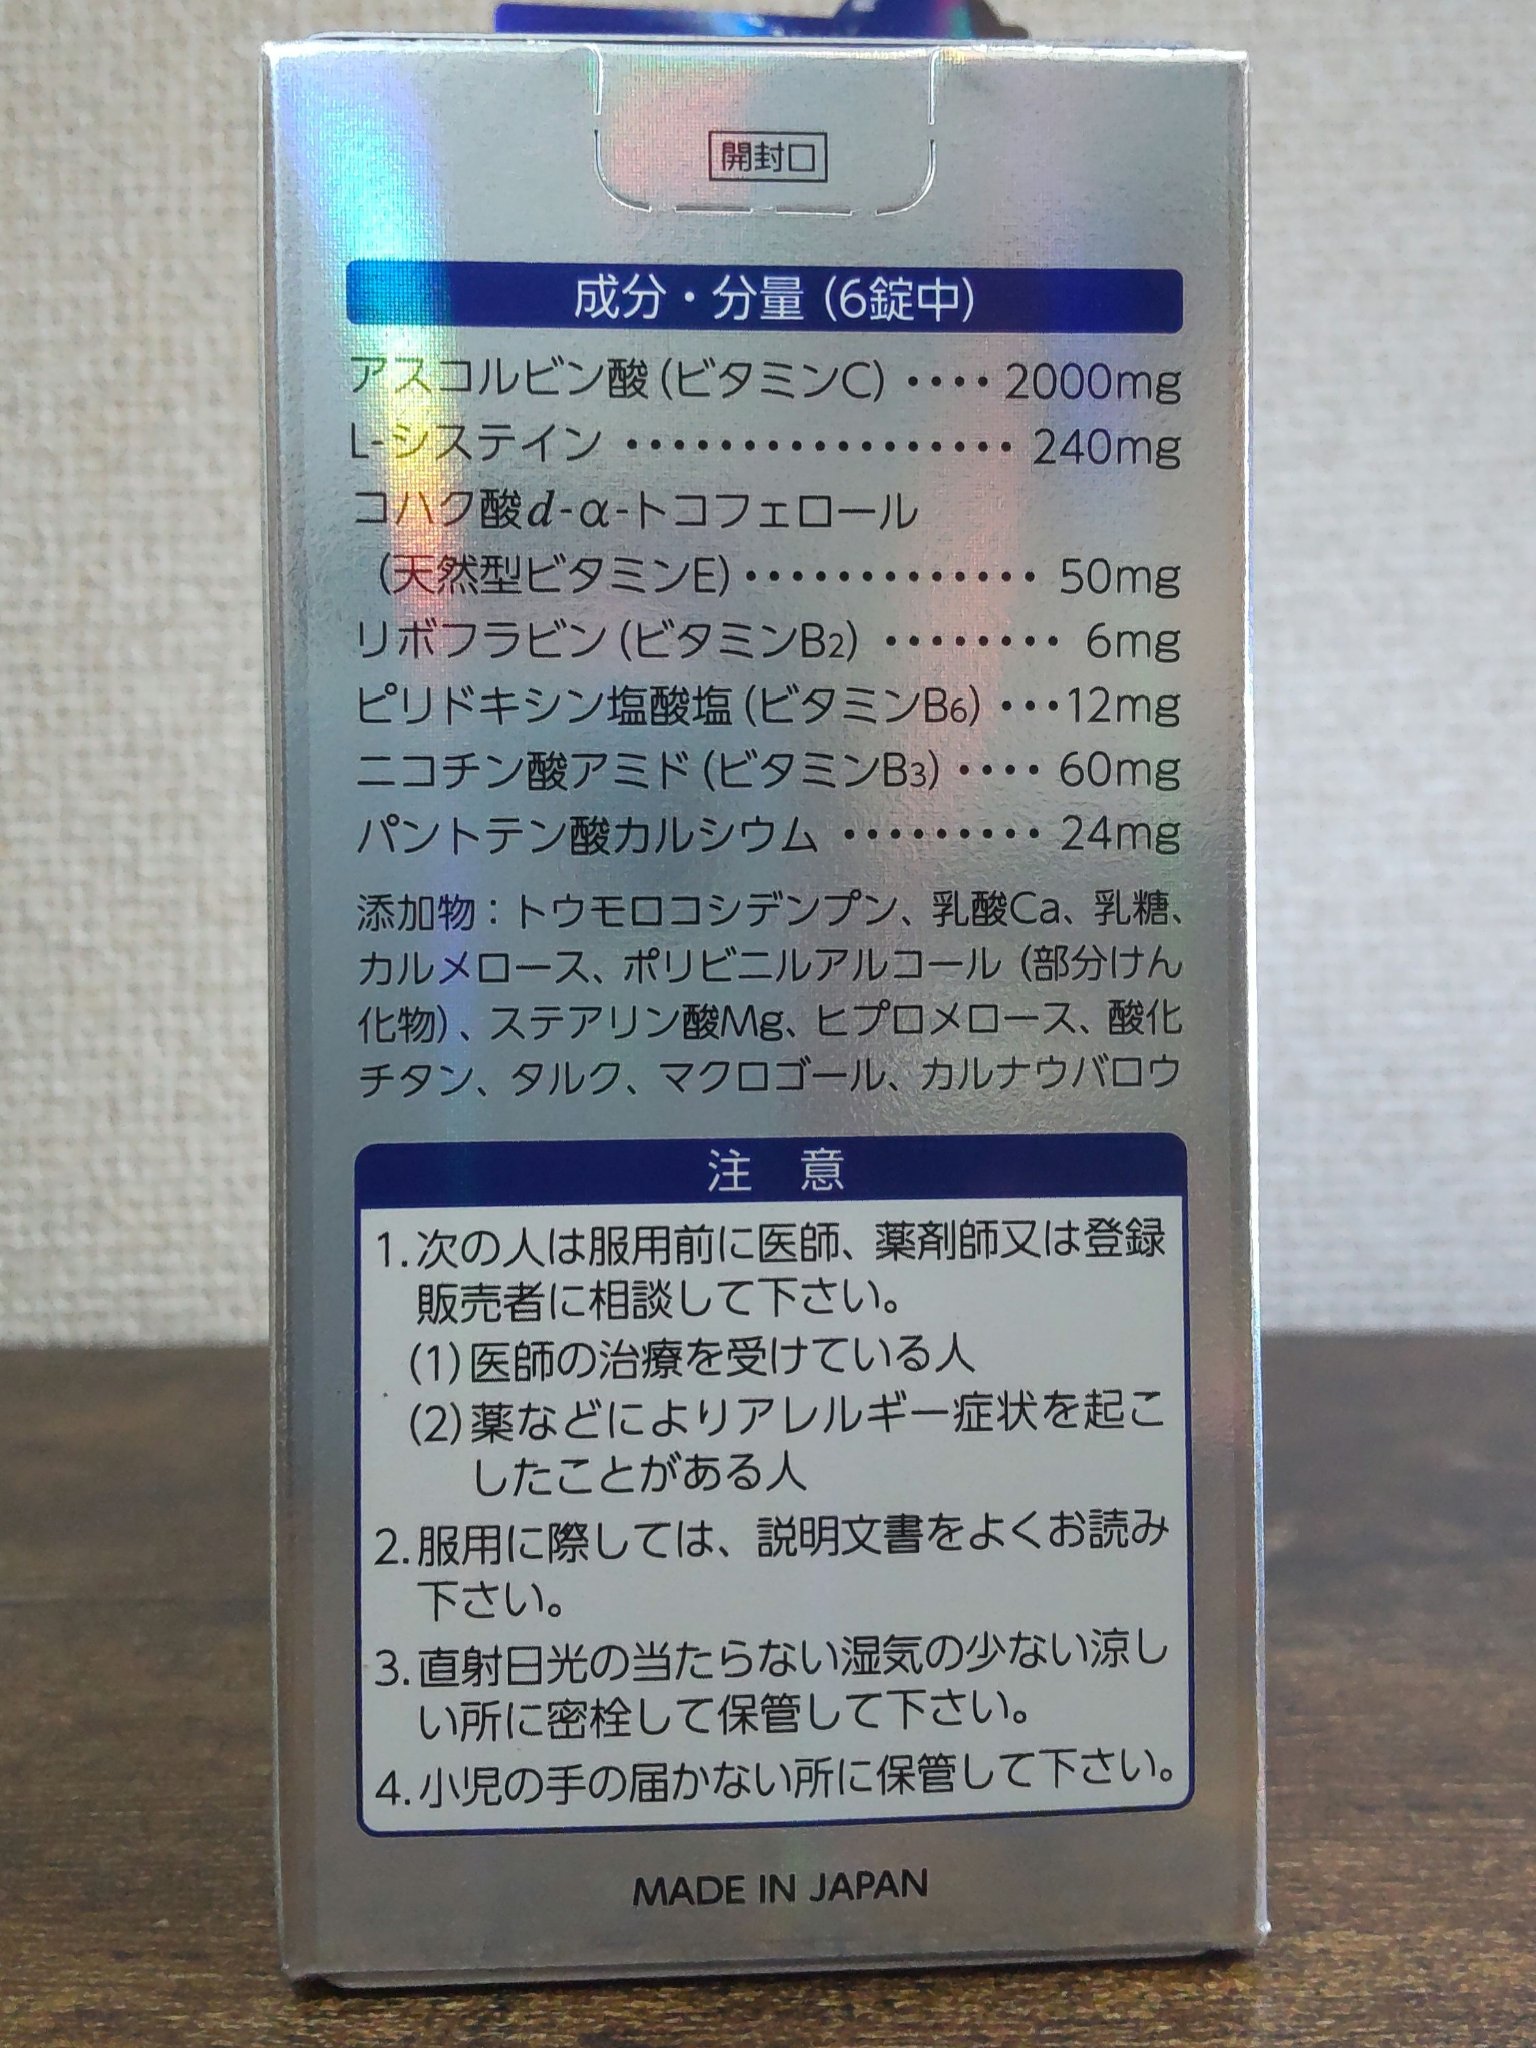 開封口
成分・分量(6錠中)
アスコルビン酸(ビタミンC)・・・・2000mg
L-システイン・・・・・・・・・・・・・・・・・240mg
コハク酸d-α-トコフェロール
(天然型ビタミンE)・・・・・・・・・・・・・50mg
リボフラビン(ビタミンB2)・・・・・・・・6mg
ピリドキシン塩酸塩(ビタミンB6)・・・12mg
ニコチン酸アミド(ビタミンB3)・・・・60mg
パントテン酸カルシウム・・・・・・・・・24mg
添加物:トウモロコシデンプン、乳酸Ca、乳糖、
カルメロース、ポリビニルアルコール(部分けん
化物)、ステアリン酸Mg、ヒプロメロース、酸化
チタン、タルク、マクロゴール、カルナウバロウ
注 意
1.次の人は服用前に医師、薬剤師又は登録
販売者に相談して下さい。
(1)医師の治療を受けている人
(2)薬などによりアレルギー症状を起こ
したことがある人
2.服用に際しては、説明文書をよくお読み
下さい。
3.直射日光の当たらない湿気の少ない涼し
い所に密栓して保管して下さい。
4.小児の手の届かない所に保管して下さい。
MADE IN JAPAN